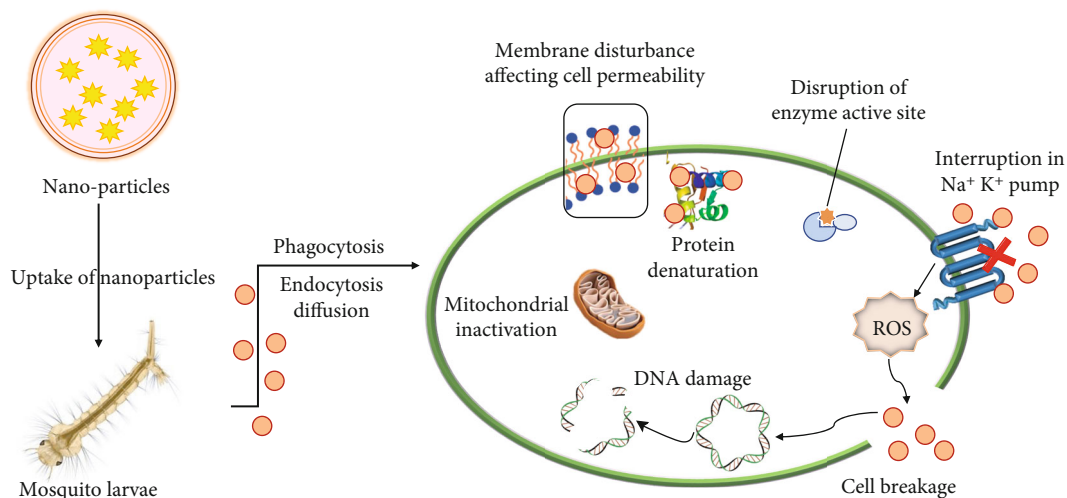 Nano-particles
Uptake of nanoparticles
Mosquito larvae
Phagocytosis
Endocytosis
diffusion
Membrane disturbance
affecting cell permeability
Protein
denaturation
Mitochondrial
inactivation
Disruption of
enzyme active site
Interruption in
Na⁺ K⁺ pump
ROS
DNA damage
Cell breakage